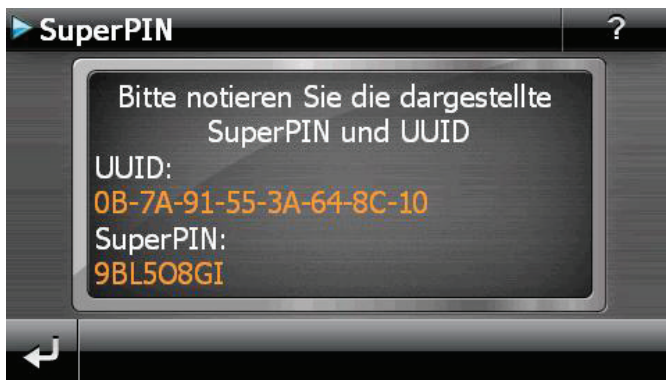 SuperPIN
?
Bitte notieren Sie die dargestellte
SuperPIN und UUID
UUID:
0B-7A-91-55-3A-64-8C-10
SuperPIN:
9BL5O8GI